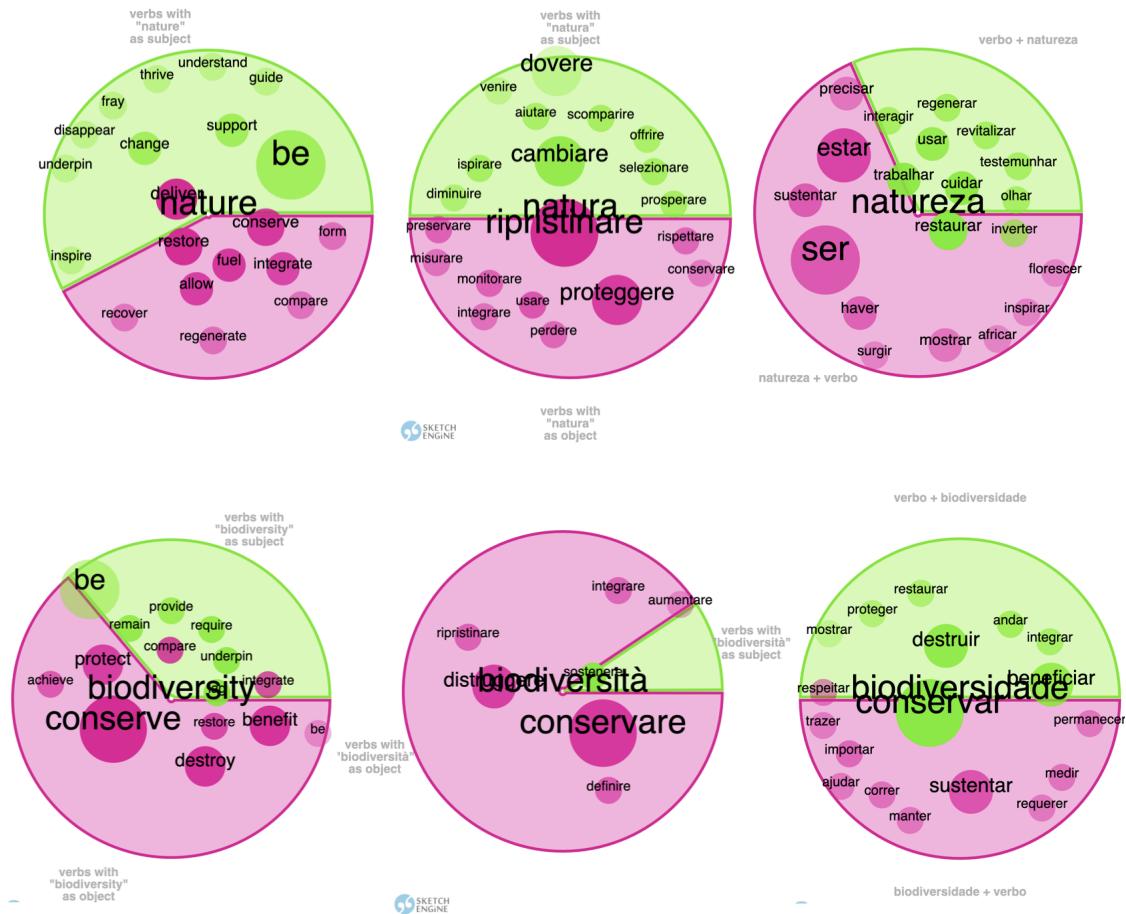 verbs with
"nature"
as subject
understand
thrive
guide
fray
support
disappear
change
be
underpin
deliver
nature
conserve
form
restore
fuel
integrate
inspire
allow
compare
recover
regenerate
verbs with
"natura"
as subject
dovere
venire
aiutare
scomparire
offrire
cambiare
ispirare
selezionare
diminuire
prosperare
natura
ripristinare
preservare
rispettare
misurare
conservare
monitorare
proteggere
usare
integrare
perdere
verbs with
"natura"
as object
SKETCH
ENGINE
verbo + natureza
precisar
regenerar
interagir
revitalizar
usar
estar
testemunhar
trabalhar
cuidar
sustentar
olhar
natureza
restaurar
inverter
ser
florescer
haver
inspirar
africar
mostrar
surgir
natureza + verbo
verbs with
"biodiversity"
as subject
be
provide
remain
require
compare
protect
underpin
achieve
integrate
biodiversity
conserve
restore
benefit
be
destroy
verbs with
"biodiversity"
as object
integrare
aumentare
ripristinare
verbs with
"biodiversità"
as subject
sostenere
distruggere
biodiversità
conservare
verbs with
"biodiversità"
as object
definire
SKETCH
ENGINE
verbo + biodiversidade
restaurar
proteger
mostrar
andar
destruir
integrar
beneficiar
respeitar
biodiversidade
conservar
trazer
permanecer
importar
ajudar
correr
sustentar
medir
requerer
manter
biodiversidade + verbo